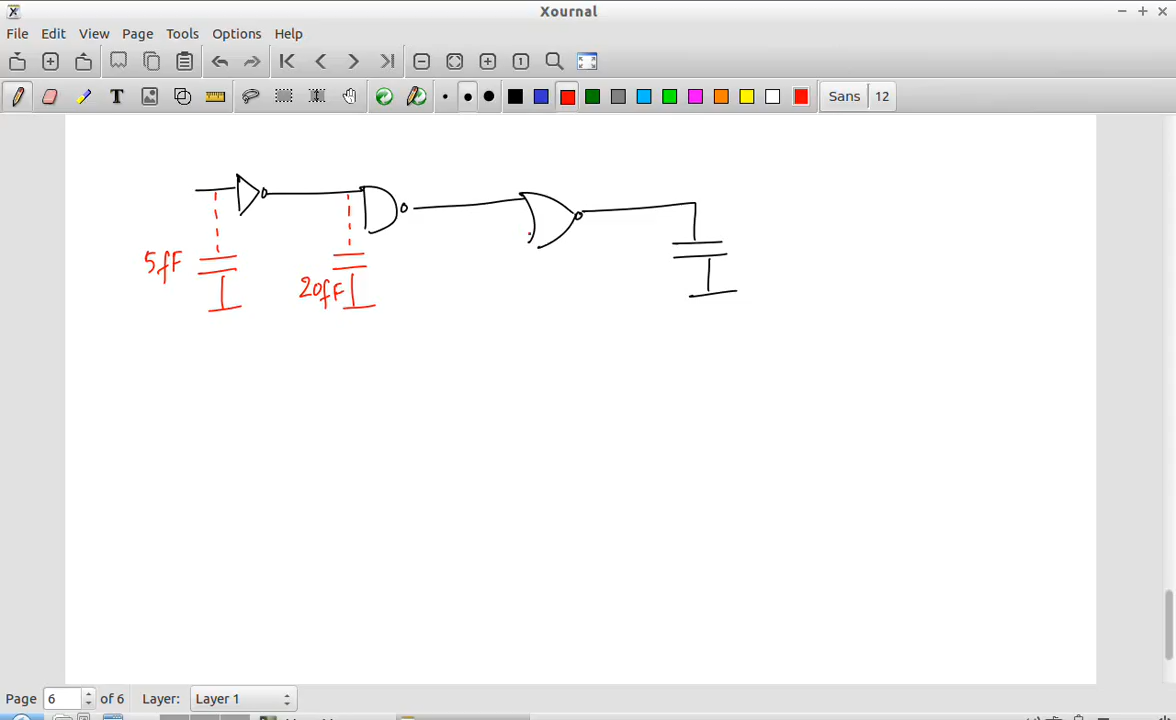 Xournal
File Edit View Page Tools Options Help
Sans 12
5fF
20fF
Page 6 of 6 Layer: Layer 1